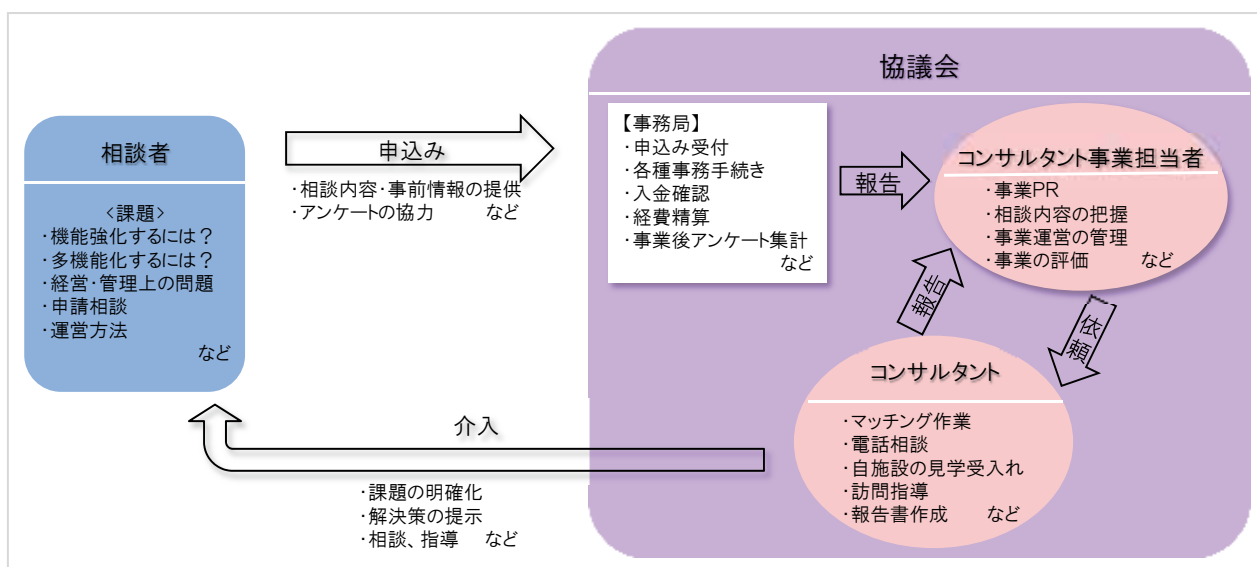 協議会
相談者
<課題>
・機能強化するには？
・多機能化するには？
・経営・管理上の問題
・申請相談
・運営方法
など
申込み
・相談内容・事前情報の提供
・アンケートの協力　　など
【事務局】
・申込み受付
・各種事務手続き
・入金確認
・経費精算
・事業後アンケート集計
など
報告
コンサルタント事業担当者
・事業PR
・相談内容の把握
・事業運営の管理
・事業の評価　　など
報告
依頼
コンサルタント
・マッチング作業
・電話相談
・自施設の見学受入れ
・訪問指導
・報告書作成　　など
介入
・課題の明確化
・解決策の提示
・相談、指導　など